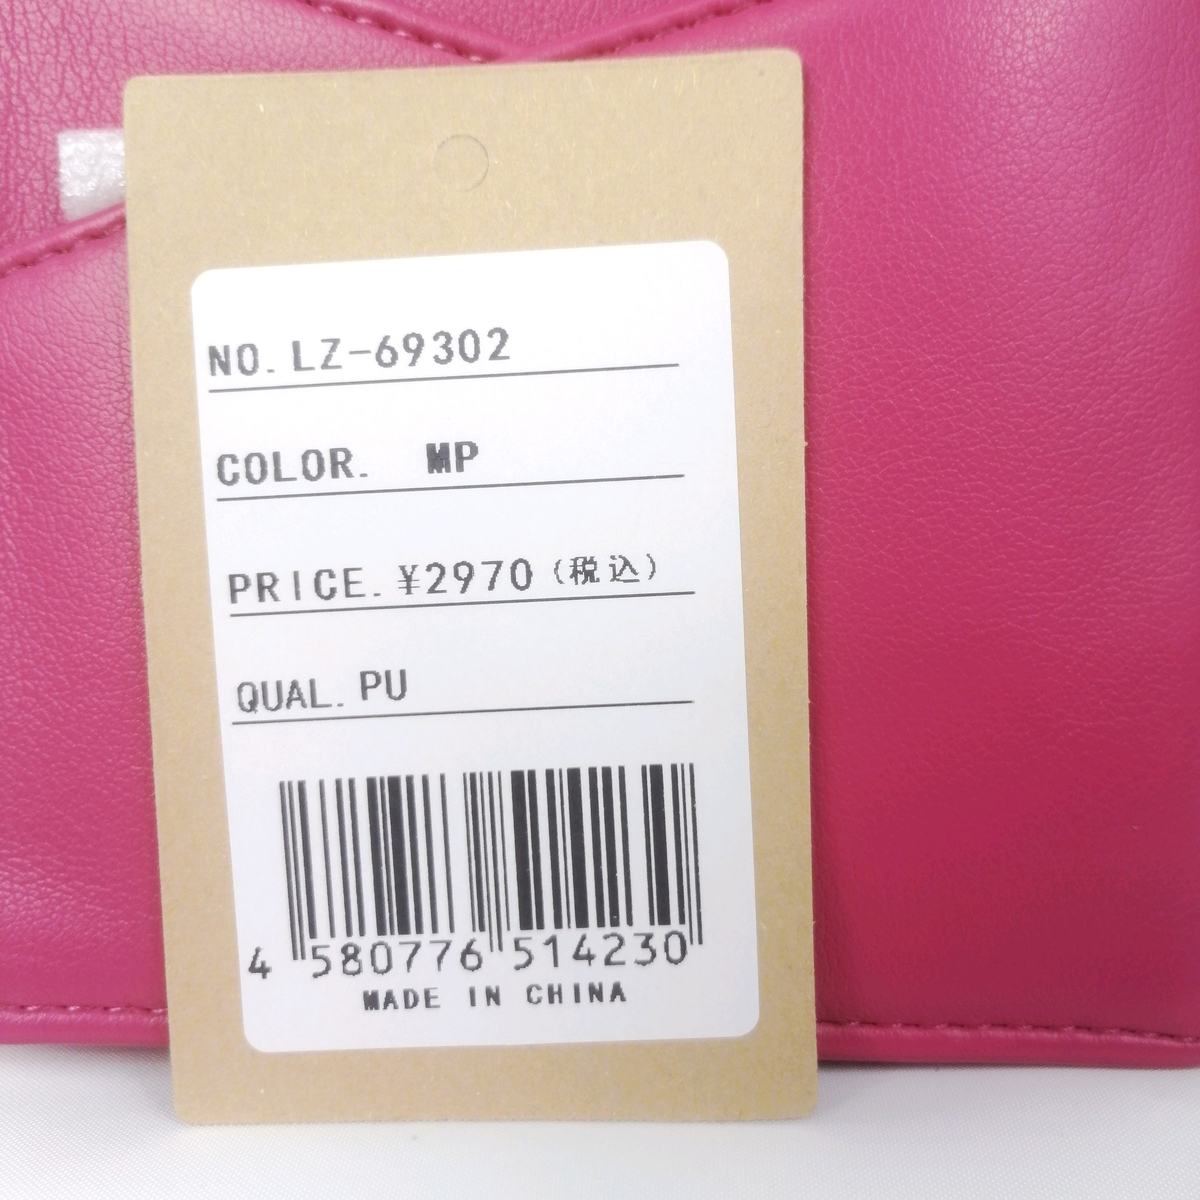 NO. LZ-69302
COLOR. MP
PRICE. ¥2970 (税込)
QUAL. PU
4 580776 514230
MADE IN CHINA